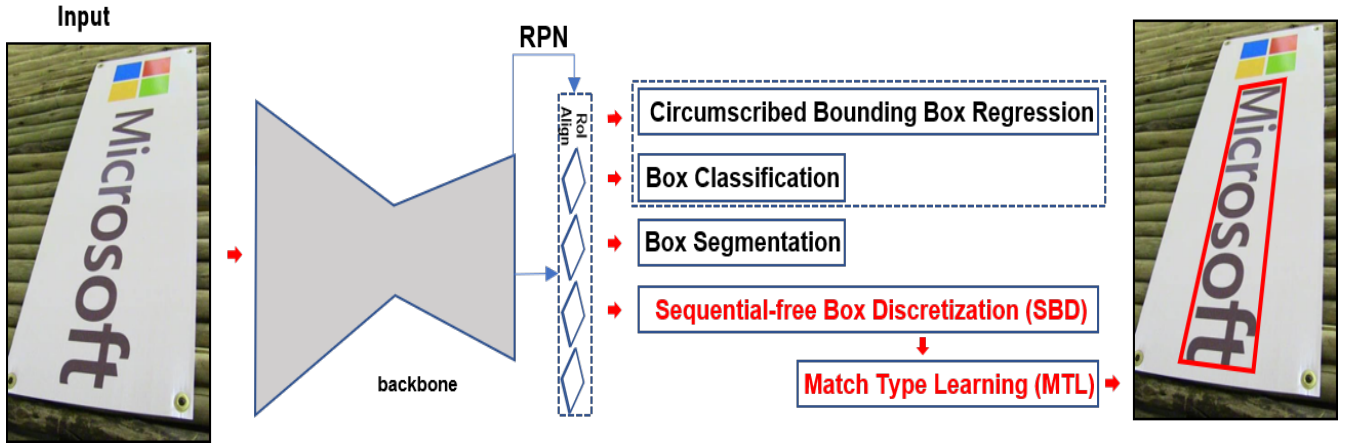 Input
Microsoft
RPN
RoI
Align
backbone
Circumscribed Bounding Box Regression
Box Classification
Box Segmentation
Sequential-free Box Discretization (SBD)
Match Type Learning (MTL)
Microsoft